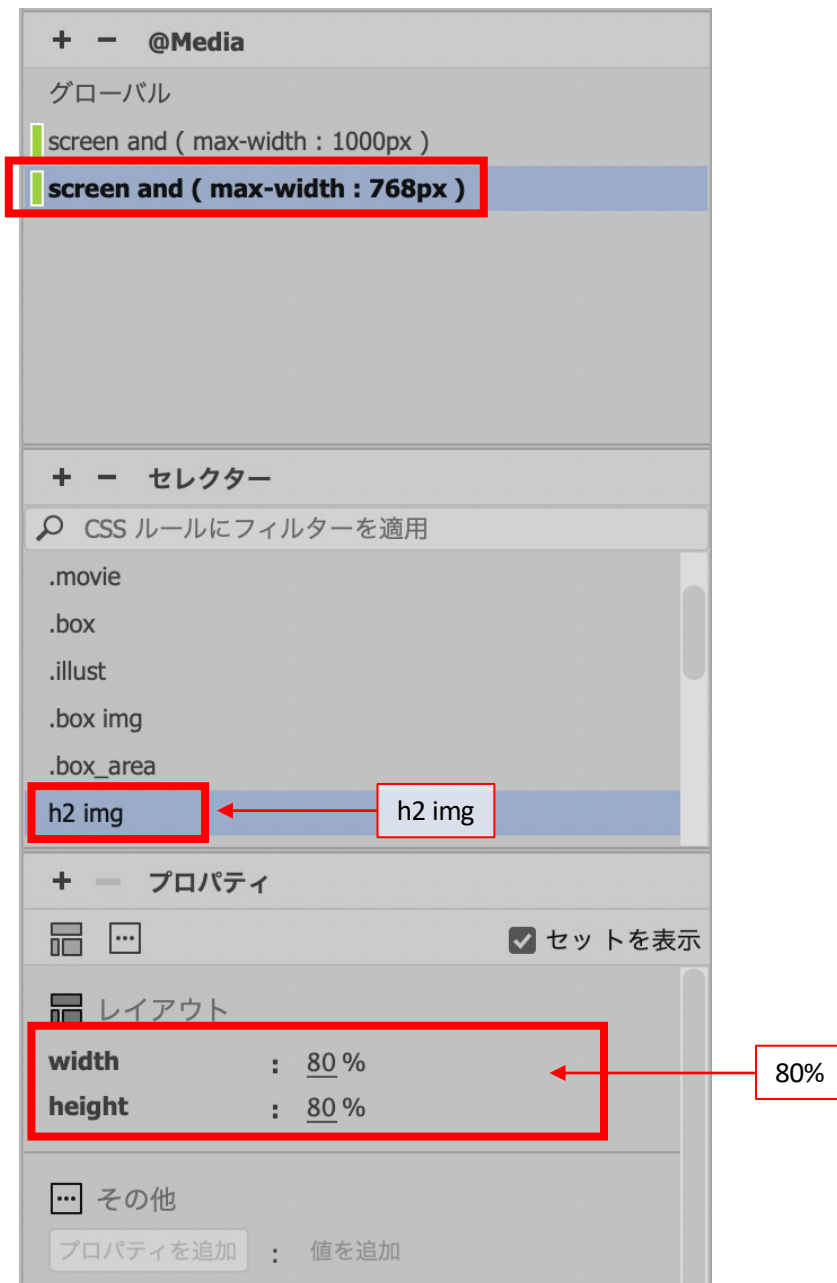 + − @Media
グローバル
screen and ( max-width : 1000px )
screen and ( max-width : 768px )
+ − セレクター
CSS ルールにフィルターを適用
.movie
.box
.illust
.box img
.box_area
h2 img
h2 img
+ − プロパティ
セットを表示
レイアウト
width : 80 %
height : 80 %
80%
その他
プロパティを追加 : 値を追加